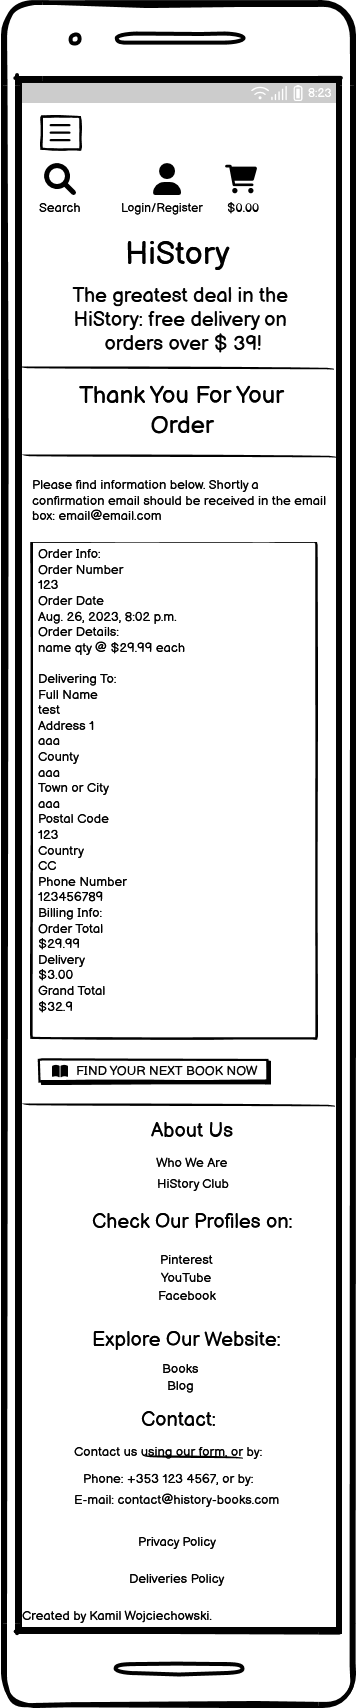 8:23
Search
Login/Register
$0.00
HiStory
The greatest deal in the
HiStory: free delivery on
orders over $ 39!
Thank You For Your
Order
Please find information below. Shortly a
confirmation email should be received in the email
box: email@email.com
Order Info:
Order Number
123
Order Date
Aug. 26, 2023, 8:02 p.m.
Order Details:
name qty @ $29.99 each
Delivering To:
Full Name
test
Address 1
aaa
County
aaa
Town or City
aaa
Postal Code
123
Country
CC
Phone Number
123456789
Billing Info:
Order Total
$29.99
Delivery
$3.00
Grand Total
$32.9
FIND YOUR NEXT BOOK NOW
About Us
Who We Are
HiStory Club
Check Our Profiles on:
Pinterest
YouTube
Facebook
Explore Our Website:
Books
Blog
Contact:
Contact us using our form, or by:
Phone: +353 123 4567, or by:
E-mail: contact@history-books.com
Privacy Policy
Deliveries Policy
Created by Kamil Wojciechowski.